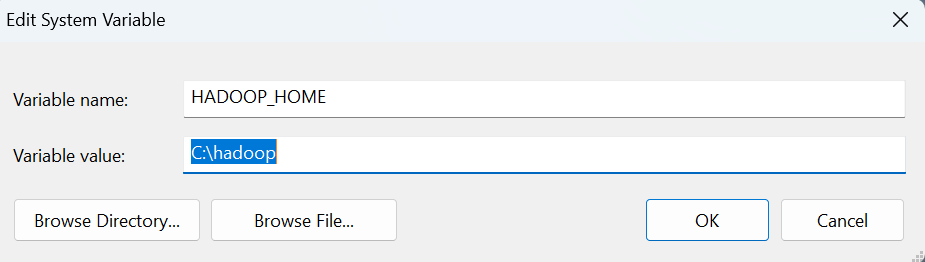 Edit System Variable
Variable name:
HADOOP_HOME
Variable value:
C:\hadoop
Browse Directory...
Browse File...
OK
Cancel